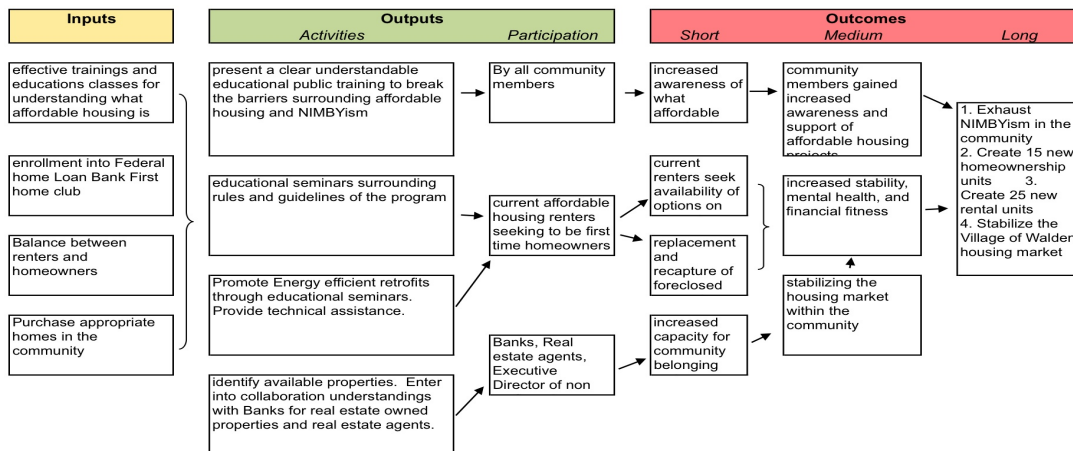 Inputs
Outputs
Activities
Participation
Outcomes
Short
Medium
Long
effective trainings and
educations classes for
understanding what
affordable housing is
enrollment into Federal
home Loan Bank First
home club
Balance between
renters and
homeowners
Purchase appropriate
homes in the
community
present a clear understandable
educational public training to break
the barriers surrounding affordable
housing and NIMBYism
educational seminars surrounding
rules and guidelines of the program
Promote Energy efficient retrofits
through educational seminars.
Provide technical assistance.
identify available properties. Enter
into collaboration understandings
with Banks for real estate owned
properties and real estate agents.
By all community
members
current affordable
housing renters
seeking to be first
time homeowners
Banks, Real
estate agents,
Executive
Director of non
increased
awareness of
what
affordable
current
renters seek
availability of
options on
replacement
and
recapture of
foreclosed
increased
capacity for
community
belonging
community
members gained
increased
awareness and
support of
affordable housing
projects
increased stability,
mental health, and
financial fitness
stabilizing the
housing market
within the
community
1. Exhaust
NIMBYism in the
community
2. Create 15 new
homeownership
units 3.
Create 25 new
rental units
4. Stabilize the
Village of Walden
housing market